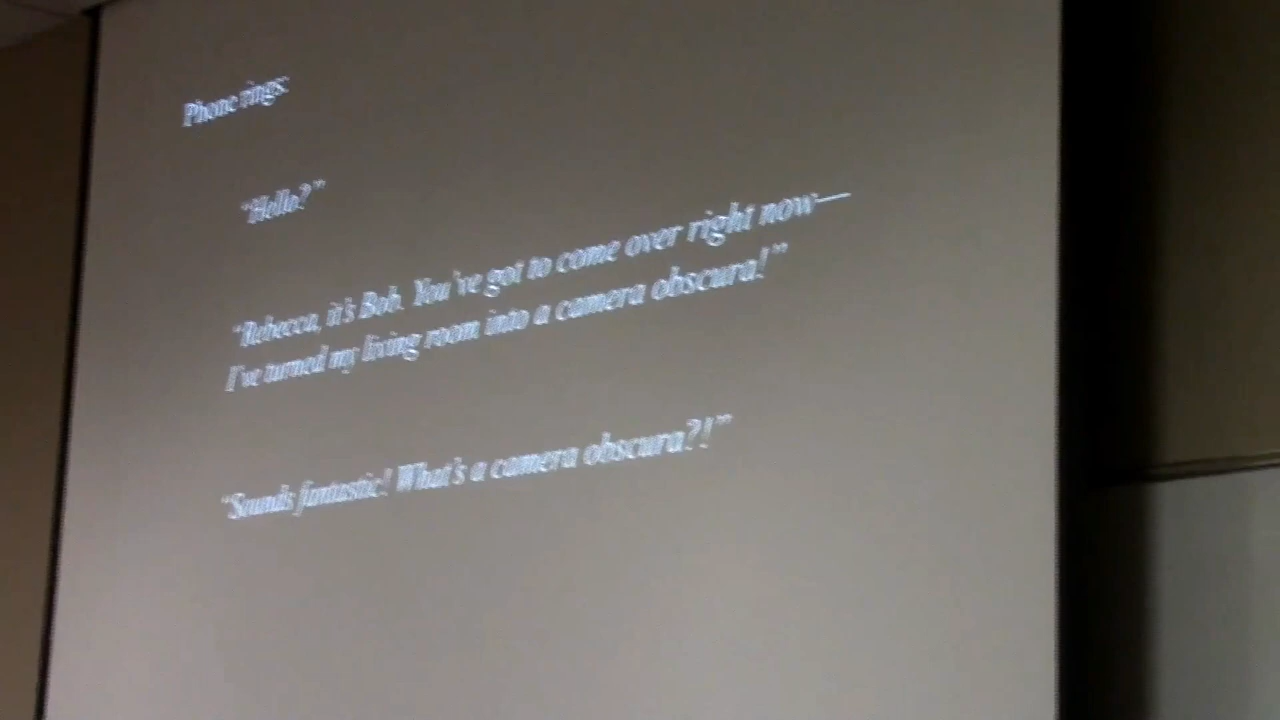 Phone rings:
“Hello?”
“Rebecca, it’s Bob. You’ve got to come over right now—
I’ve turned my living room into a camera obscura!”
“Sounds fantastic! What’s a camera obscura?!”